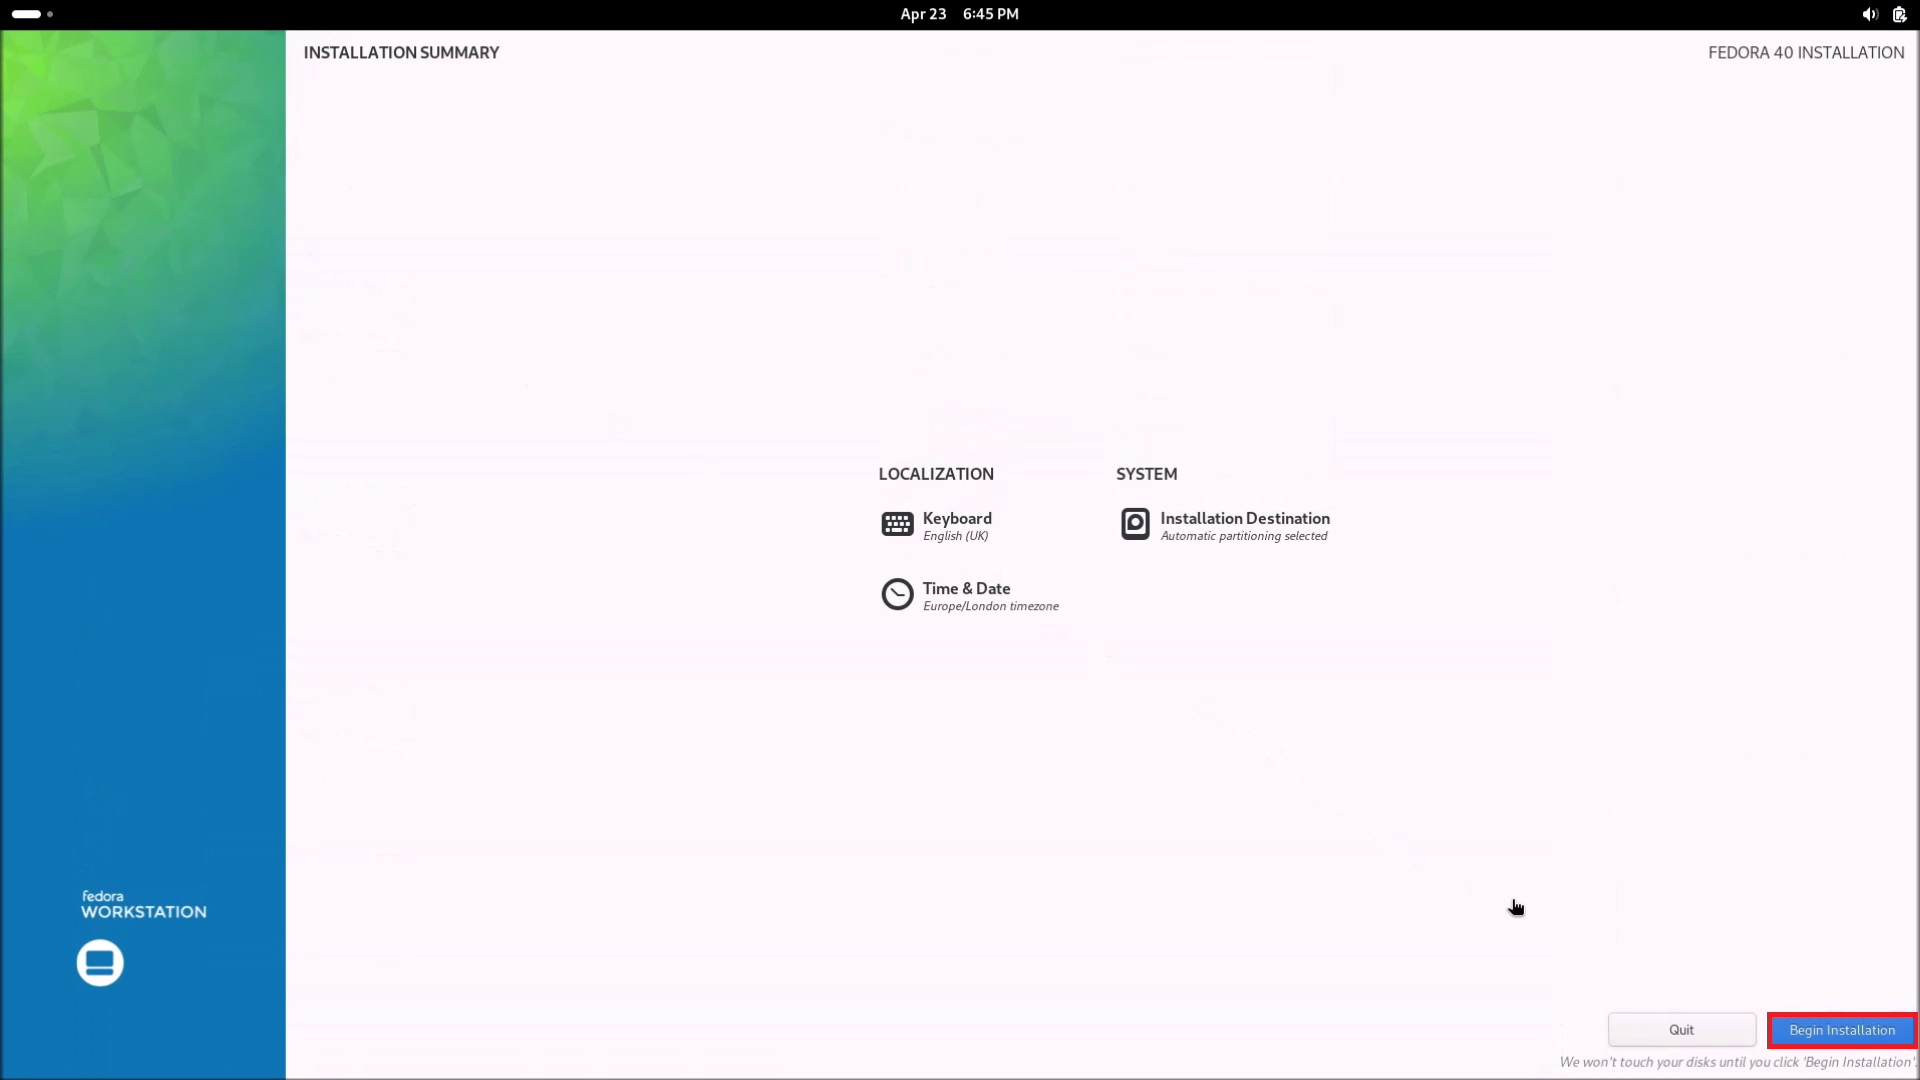 Apr 23 6:45 PM
INSTALLATION SUMMARY
FEDORA 40 INSTALLATION
LOCALIZATION
SYSTEM
Keyboard
English (UK)
Installation Destination
Automatic partitioning selected
Time & Date
Europe/London timezone
fedora
WORKSTATION
Quit
Begin Installation
We won't touch your disks until you click 'Begin Installation'.